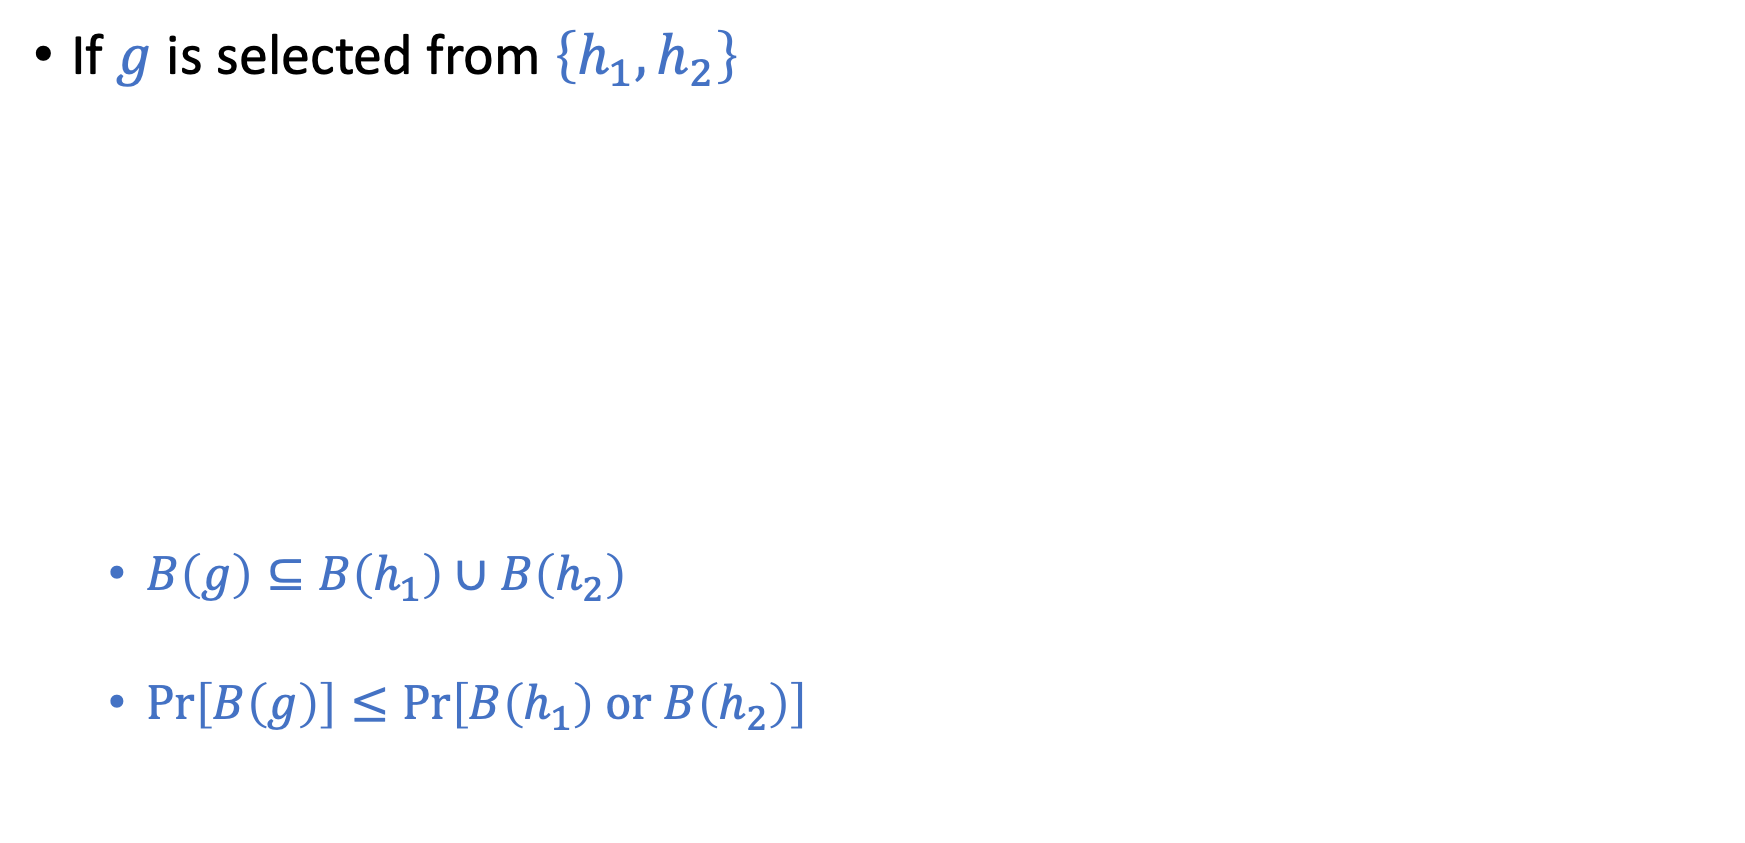 • If g is selected from {h₁, h₂}
• B(g) ⊆ B(h₁) ∪ B(h₂)
• Pr[B(g)] ≤ Pr[B(h₁) or B(h₂)]